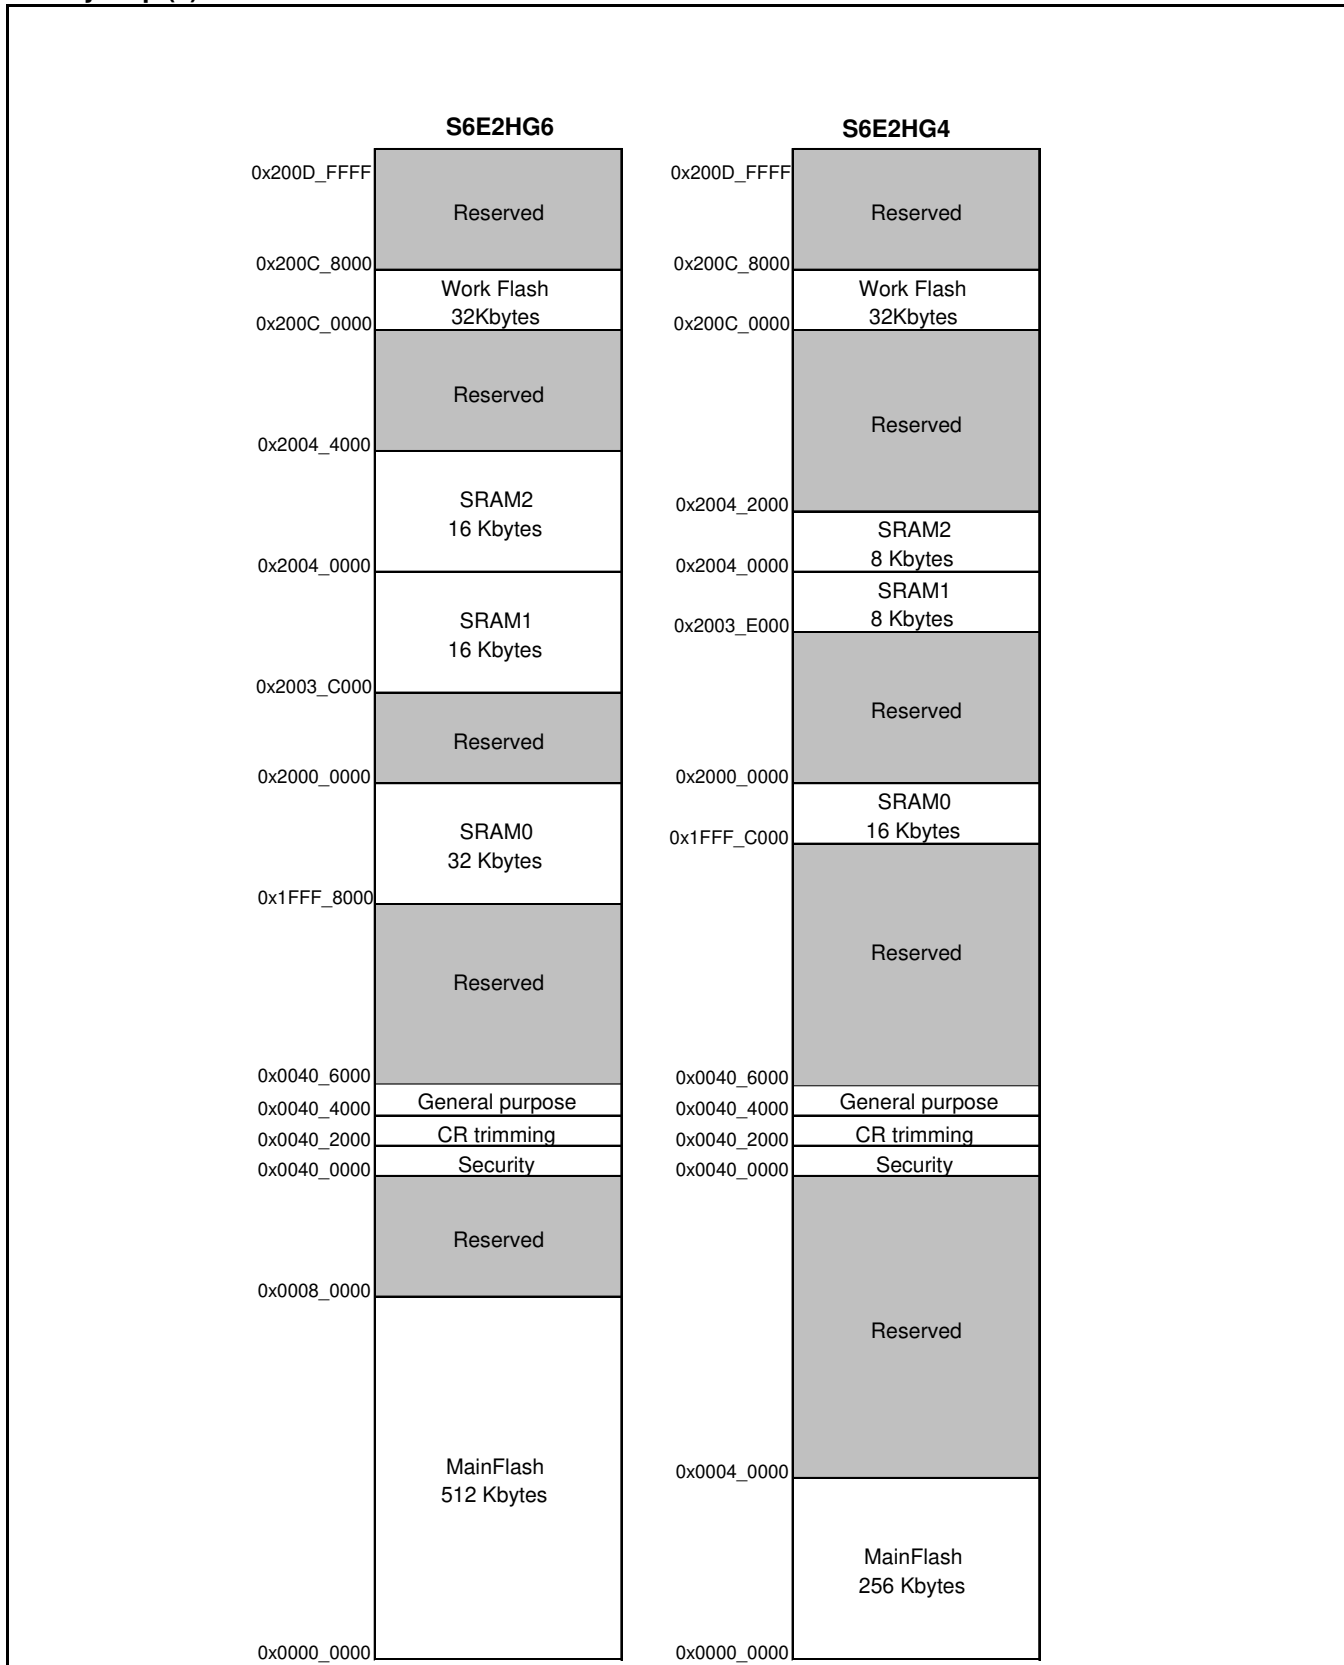 S6E2HG6
0x200D_FFFF
Reserved
0x200C_8000
Work Flash
32Kbytes
0x200C_0000
Reserved
0x2004_4000
SRAM2
16 Kbytes
0x2004_0000
SRAM1
16 Kbytes
0x2003_C000
Reserved
0x2000_0000
SRAM0
32 Kbytes
0x1FFF_8000
Reserved
0x0040_6000
General purpose
0x0040_4000
CR trimming
0x0040_2000
Security
0x0040_0000
Reserved
0x0008_0000
MainFlash
512 Kbytes
0x0000_0000
S6E2HG4
0x200D_FFFF
Reserved
0x200C_8000
Work Flash
32Kbytes
0x200C_0000
Reserved
0x2004_2000
SRAM2
8 Kbytes
0x2004_0000
SRAM1
8 Kbytes
0x2003_E000
Reserved
0x2000_0000
SRAM0
16 Kbytes
0x1FFF_C000
Reserved
0x0040_6000
General purpose
0x0040_4000
CR trimming
0x0040_2000
Security
0x0040_0000
Reserved
0x0004_0000
MainFlash
256 Kbytes
0x0000_0000